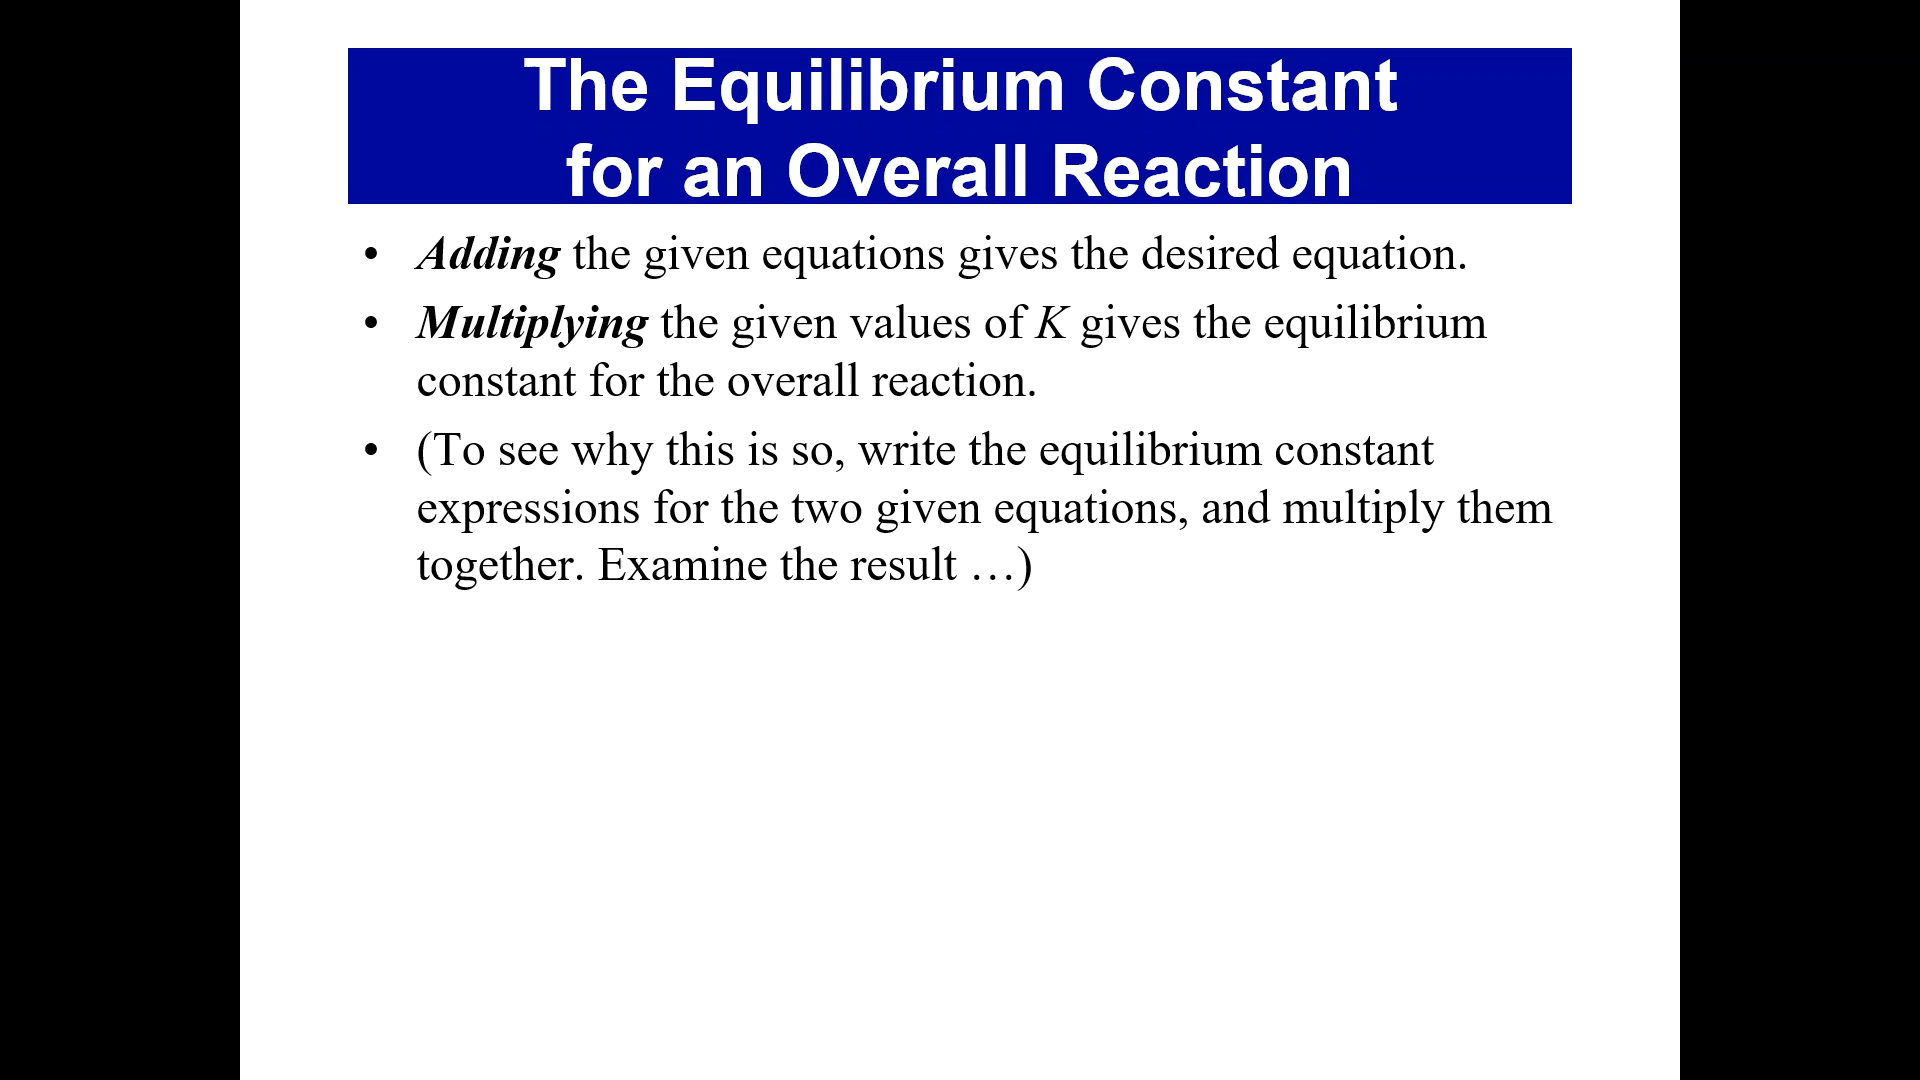 The Equilibrium Constant
for an Overall Reaction
• Adding the given equations gives the desired equation.
• Multiplying the given values of K gives the equilibrium
constant for the overall reaction.
• (To see why this is so, write the equilibrium constant
expressions for the two given equations, and multiply them
together. Examine the result …)